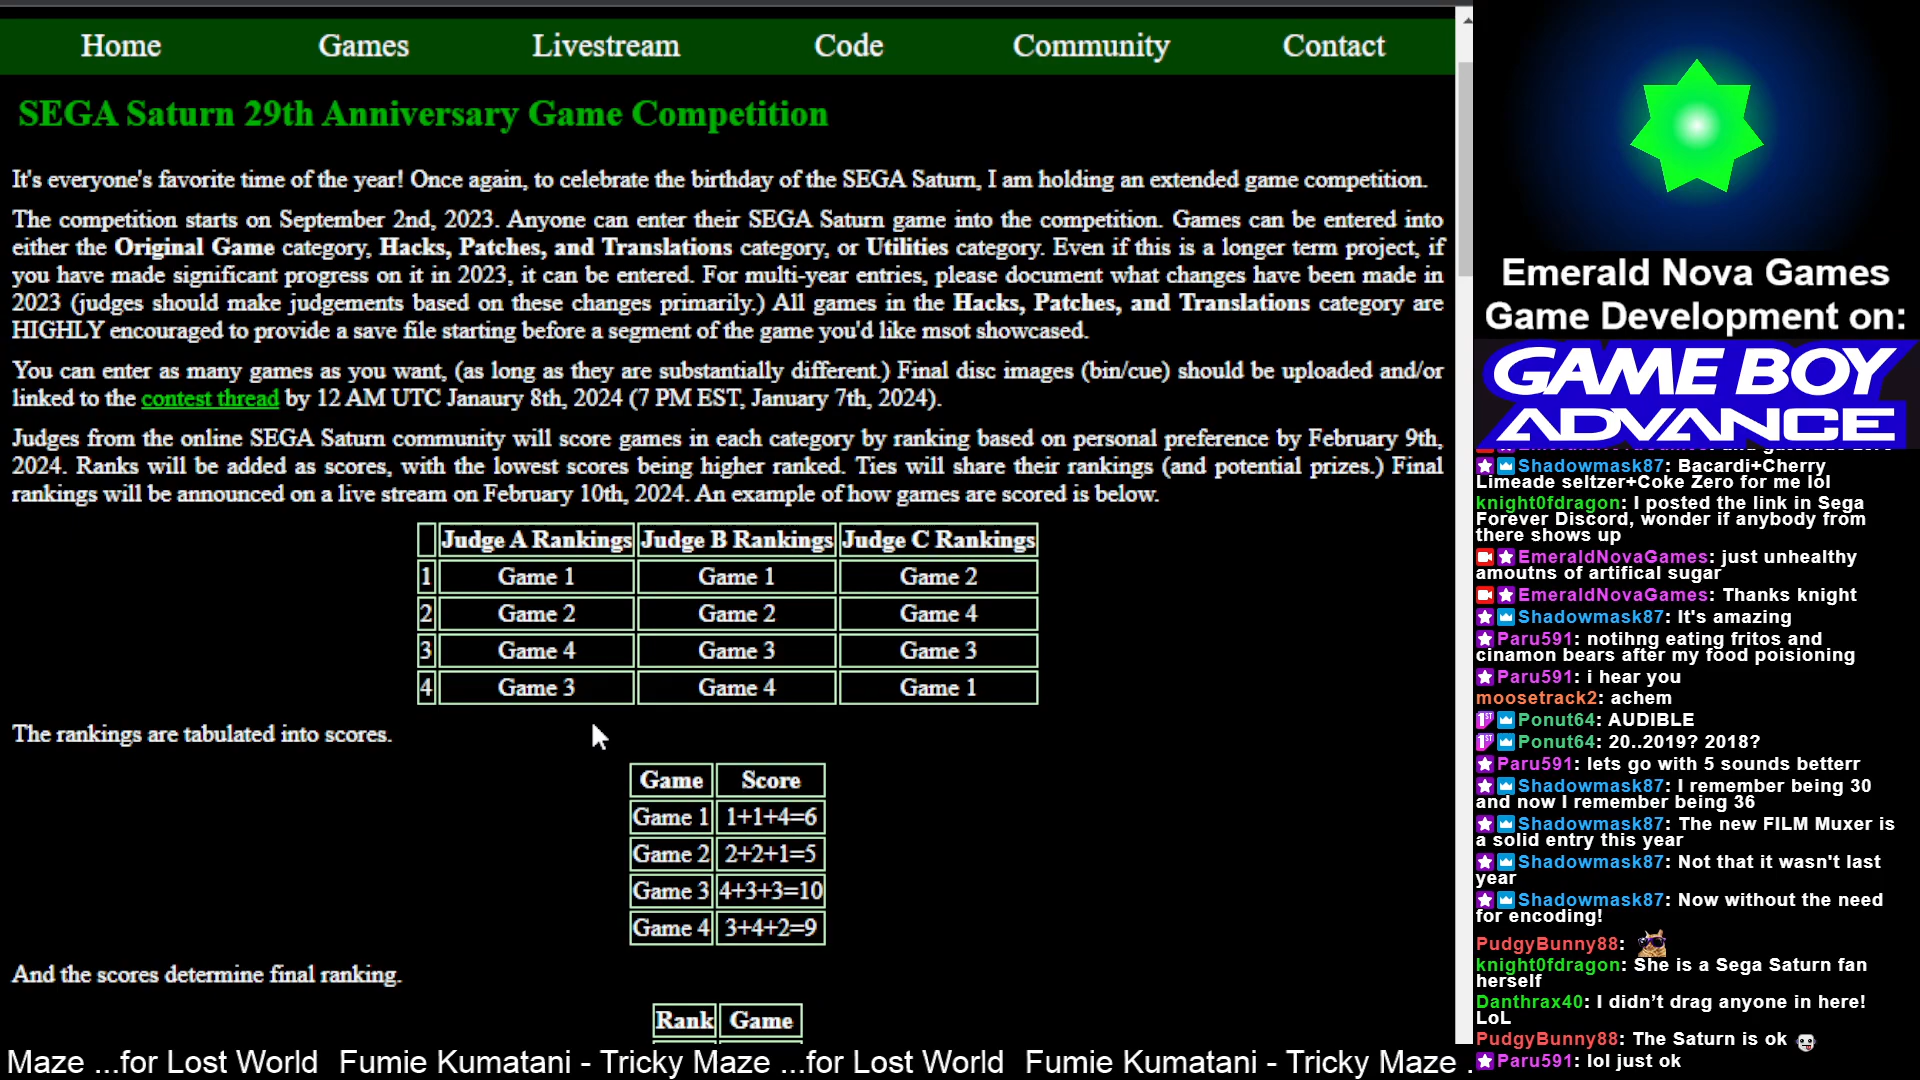 Home Games Livestream Code Community Contact
SEGA Saturn 29th Anniversary Game Competition
It's everyone's favorite time of the year! Once again, to celebrate the birthday of the SEGA Saturn, I am holding an extended game competition.
The competition starts on September 2nd, 2023. Anyone can enter their SEGA Saturn game into the competition. Games can be entered into
either the Original Game category, Hacks, Patches, and Translations category, or Utilities category. Even if this is a longer term project, if
you have made significant progress on it in 2023, it can be entered. For multi-year entries, please document what changes have been made in
2023 (judges should make judgements based on these changes primarily.) All games in the Hacks, Patches, and Translations category are
HIGHLY encouraged to provide a save file starting before a segment of the game you'd like msot showcased.
You can enter as many games as you want, (as long as they are substantially different.) Final disc images (bin/cue) should be uploaded and/or
linked to the contest thread by 12 AM UTC Janaury 8th, 2024 (7 PM EST, January 7th, 2024).
Judges from the online SEGA Saturn community will score games in each category by ranking based on personal preference by February 9th,
2024. Ranks will be added as scores, with the lowest scores being higher ranked. Ties will share their rankings (and potential prizes.) Final
rankings will be announced on a live stream on February 10th, 2024. An example of how games are scored is below.
Judge A Rankings Judge B Rankings Judge C Rankings
1 Game 1 Game 1 Game 2
2 Game 2 Game 2 Game 4
3 Game 4 Game 3 Game 3
4 Game 3 Game 4 Game 1
The rankings are tabulated into scores.
Game Score
Game 1 1+1+4=6
Game 2 2+2+1=5
Game 3 4+3+3=10
Game 4 3+4+2=9
And the scores determine final ranking.
Rank Game
Maze ...for Lost World Fumie Kumatani - Tricky Maze ...for Lost World Fumie Kumatani - Tricky Maze .
Emerald Nova Games
Game Development on:
GAME BOY
ADVANCE
Shadowmask87: Bacardi+Cherry
Limeade seltzer+Coke Zero for me lol
knight0fdragon: I posted the link in Sega
Forever Discord, wonder if anybody from
there shows up
EmeraldNovaGames: just unhealthy
amoutns of artifical sugar
EmeraldNovaGames: Thanks knight
Shadowmask87: It's amazing
Paru591: notihng eating fritos and
cinamon bears after my food poisioning
Paru591: i hear you
moosetrack2: achem
1ST Ponut64: AUDIBLE
1ST Ponut64: 20..2019? 2018?
Paru591: lets go with 5 sounds betterr
Shadowmask87: I remember being 30
and now I remember being 36
Shadowmask87: The new FILM Muxer is
a solid entry this year
Shadowmask87: Not that it wasn't last
year
Shadowmask87: Now without the need
for encoding!
PudgyBunny88:
knight0fdragon: She is a Sega Saturn fan
herself
Danthrax40: I didn't drag anyone in here!
LoL
PudgyBunny88: The Saturn is ok
Paru591: lol just ok